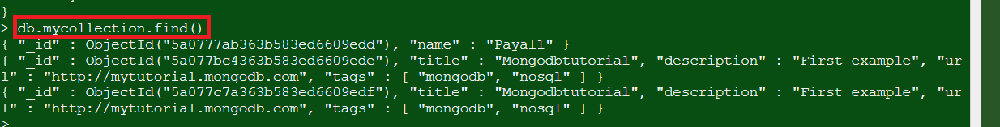 }
> db.mycollection.find()
{ "_id" : ObjectId("5a0777ab363b583ed6609edd"), "name" : "Payal1" }
{ "_id" : ObjectId("5a077bc4363b583ed6609ede"), "title" : "Mongodbtutorial", "description" : "First example", "ur
l" : "http://mytutorial.mongodb.com", "tags" : [ "mongodb", "nosql" ] }
{ "_id" : ObjectId("5a077c7a363b583ed6609edf"), "title" : "Mongodbtutorial", "description" : "First example", "ur
l" : "http://mytutorial.mongodb.com", "tags" : [ "mongodb", "nosql" ] }
>